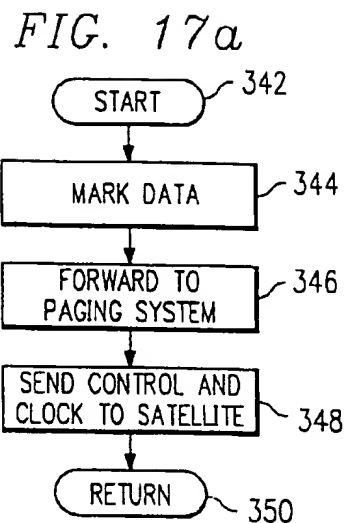 FIG. 17a
START
342
MARK DATA
344
FORWARD TO
PAGING SYSTEM
346
SEND CONTROL AND
CLOCK TO SATELLITE
348
RETURN
350